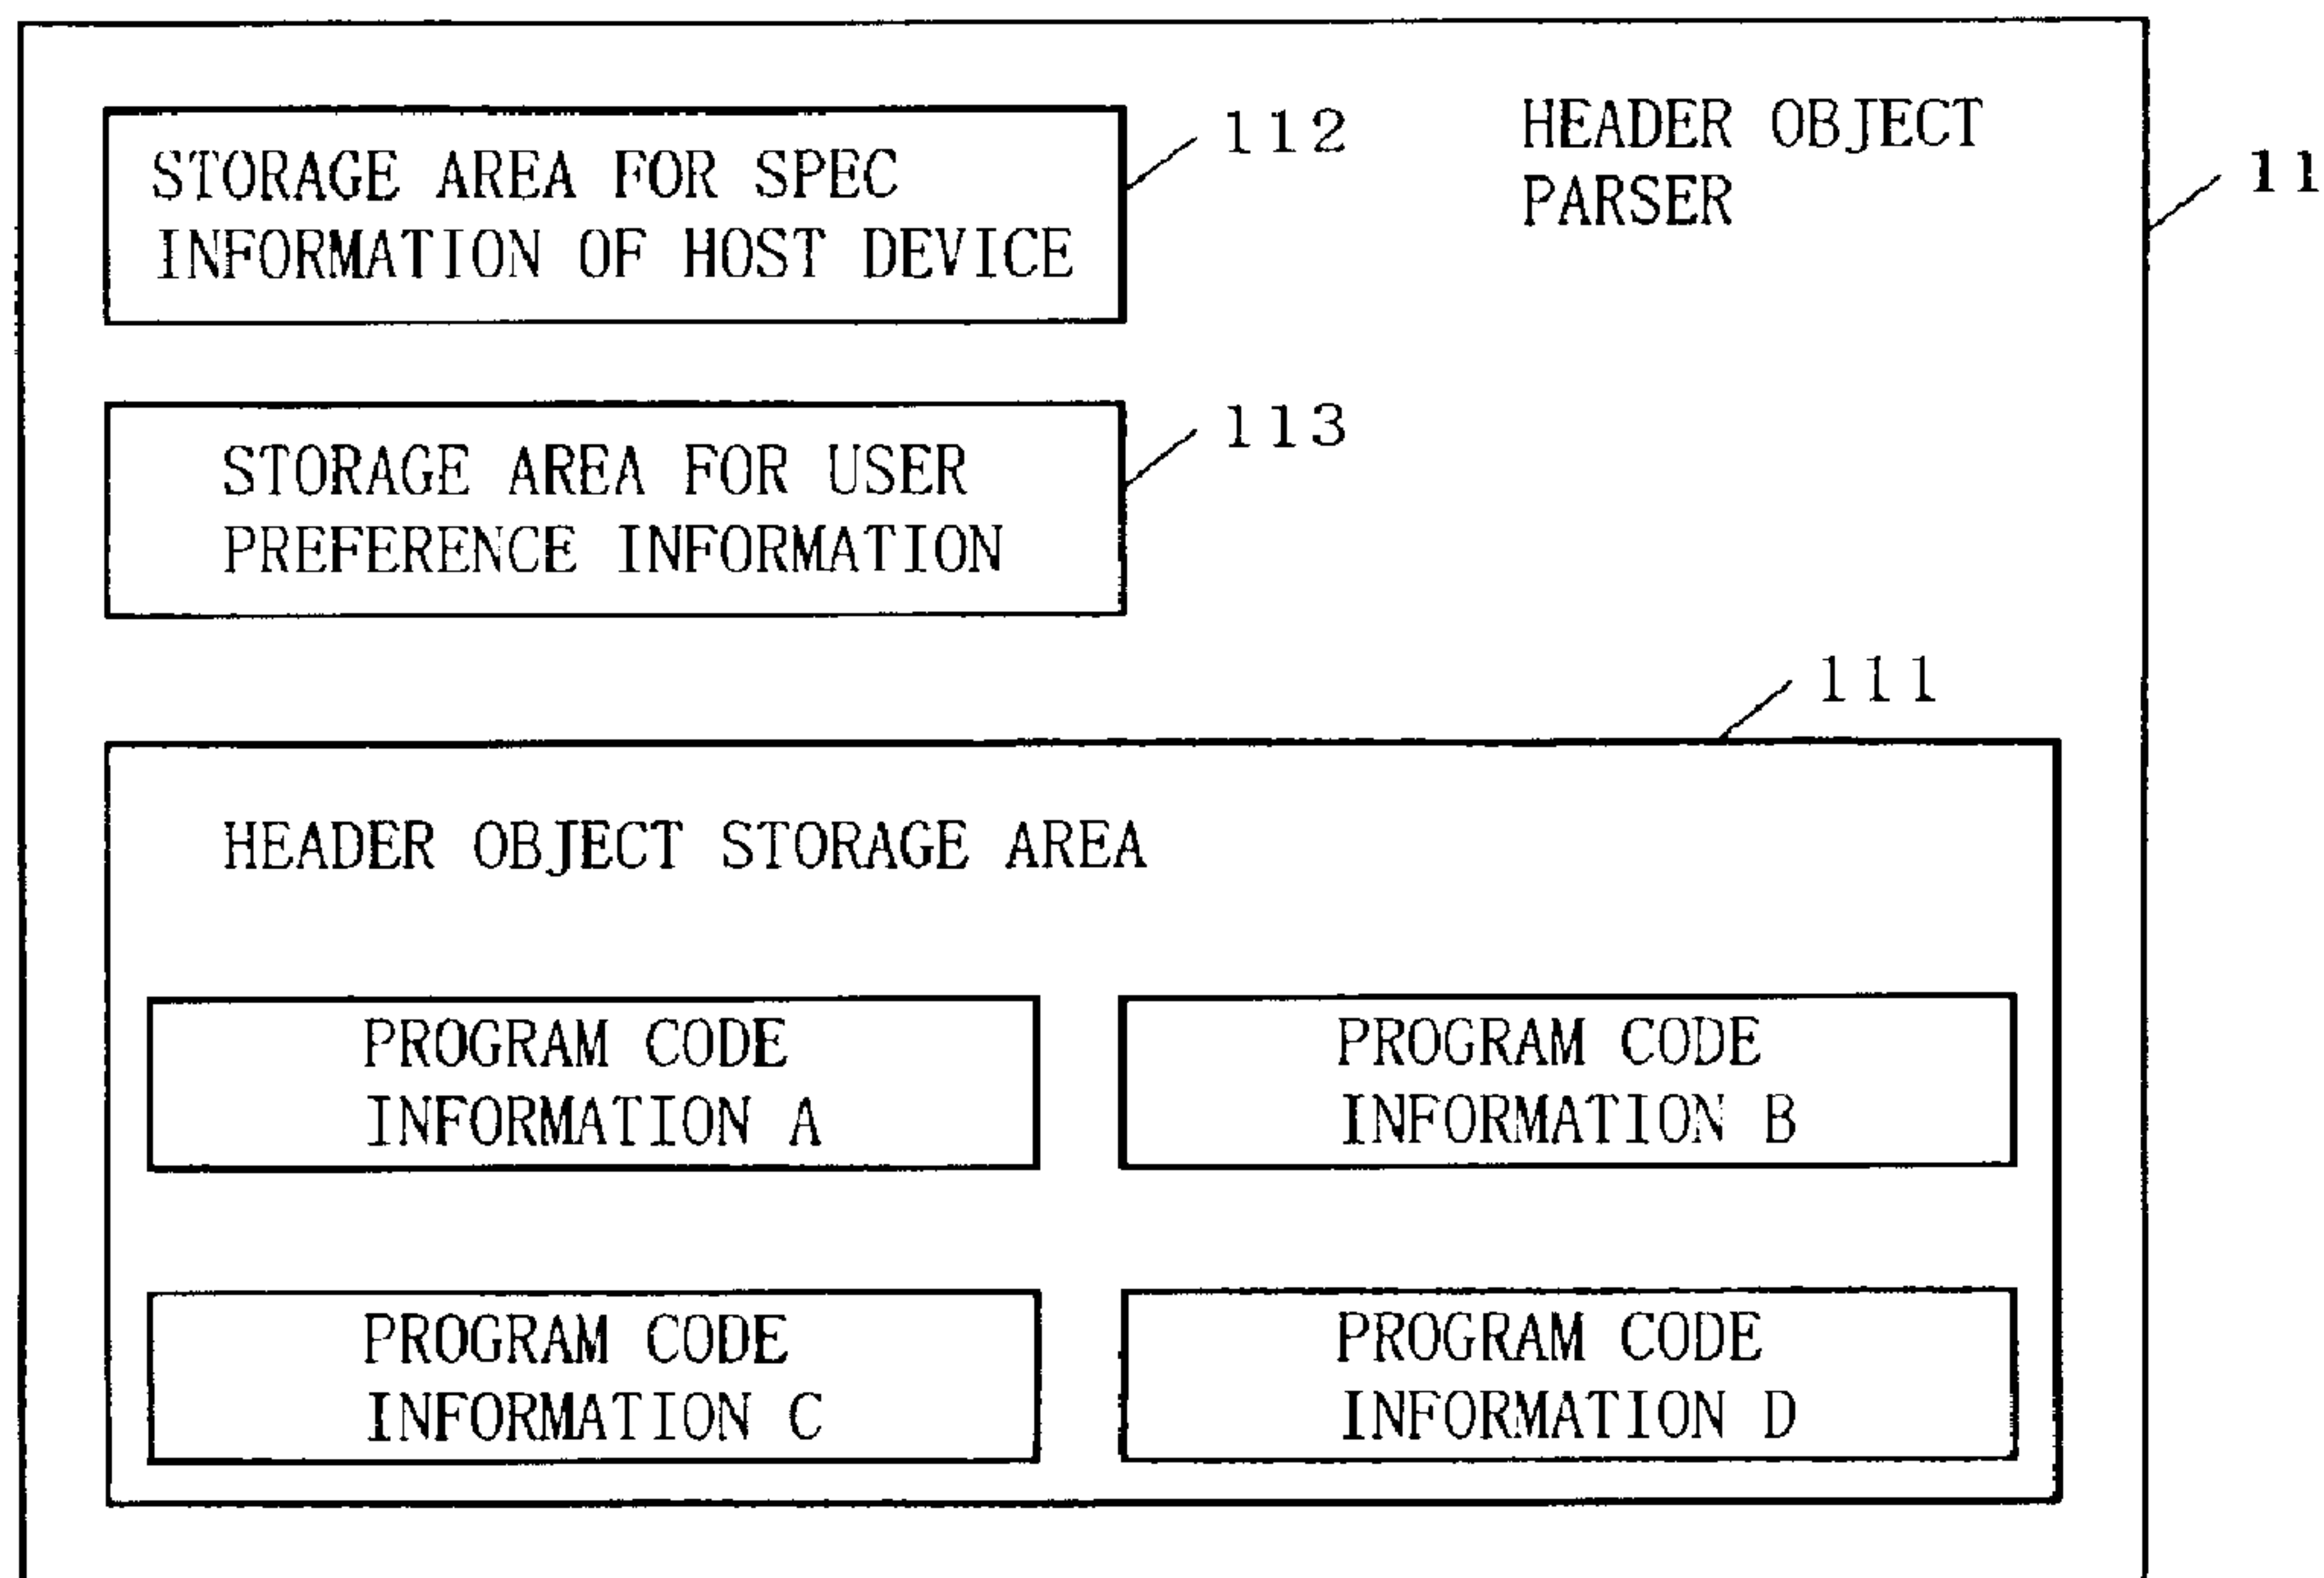 STORAGE AREA FOR SPEC
INFORMATION OF HOST DEVICE
112
HEADER OBJECT
PARSER
11
STORAGE AREA FOR USER
PREFERENCE INFORMATION
113
111
HEADER OBJECT STORAGE AREA
PROGRAM CODE
INFORMATION A
PROGRAM CODE
INFORMATION B
PROGRAM CODE
INFORMATION C
PROGRAM CODE
INFORMATION D